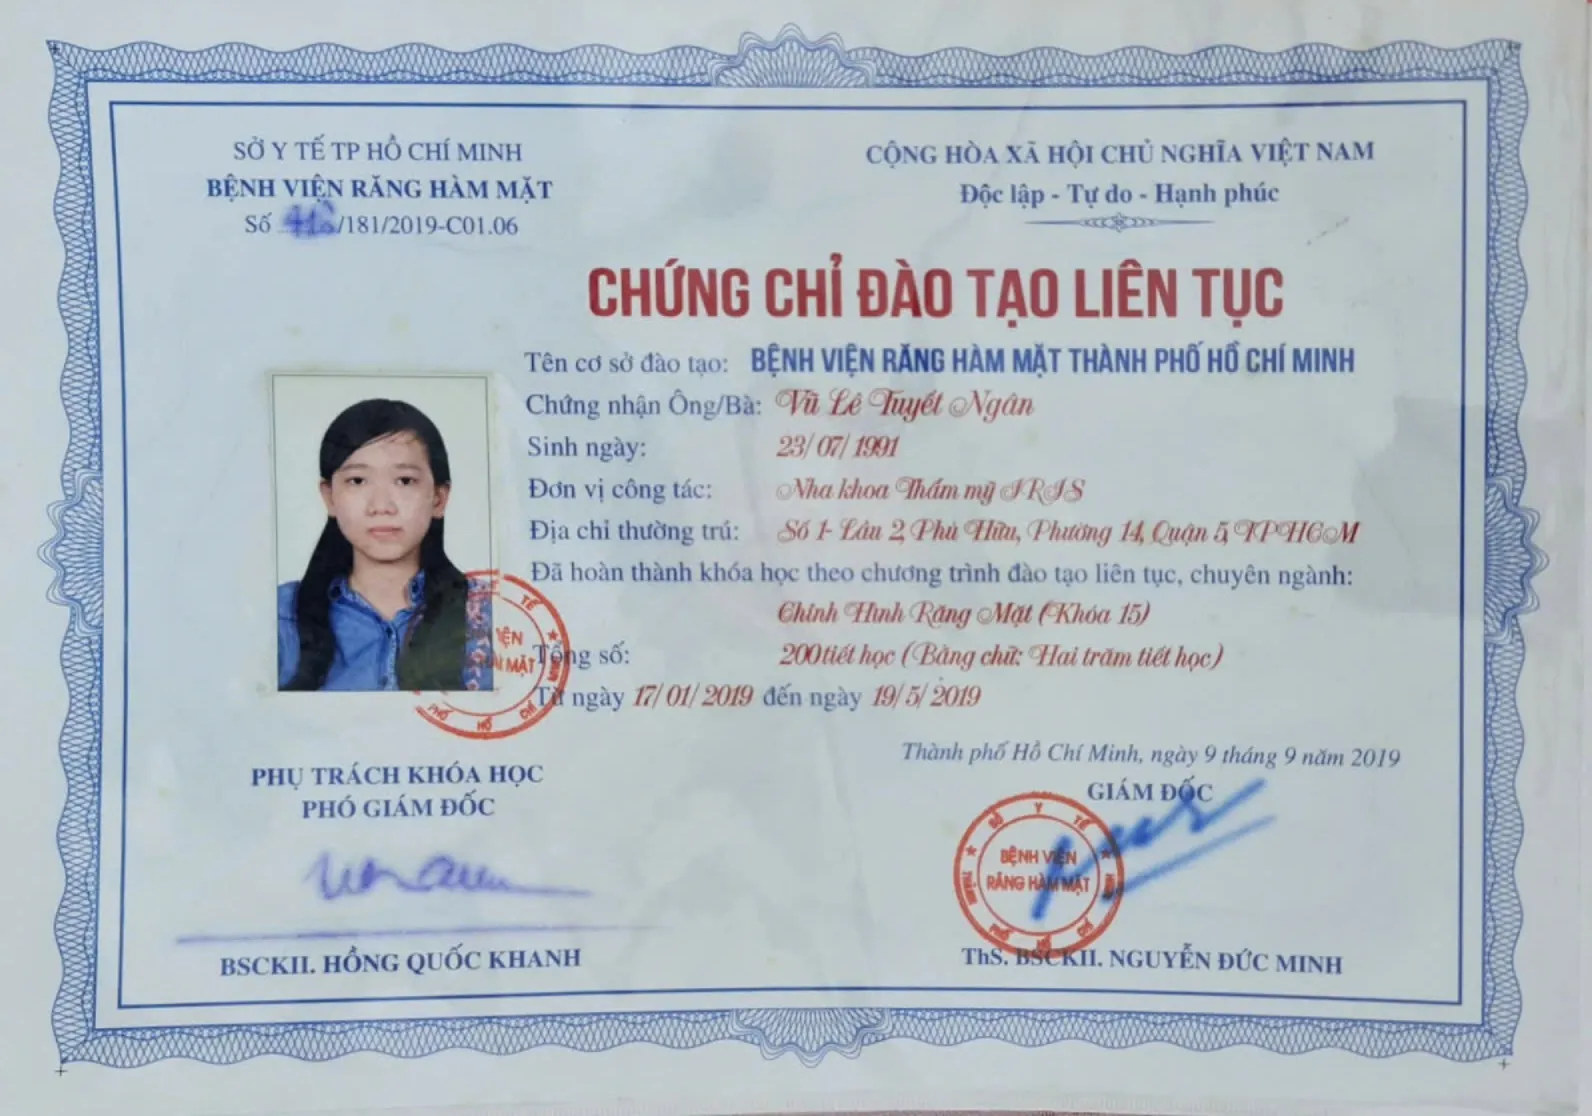 SỞ Y TẾ TP HỒ CHÍ MINH
BỆNH VIỆN RĂNG HÀM MẶT
Số /181/2019-C01.06
CỘNG HÒA XÃ HỘI CHỦ NGHĨA VIỆT NAM
Độc lập - Tự do - Hạnh phúc
CHỨNG CHỈ ĐÀO TẠO LIÊN TỤC
Tên cơ sở đào tạo: BỆNH VIỆN RĂNG HÀM MẶT THÀNH PHỐ HỒ CHÍ MINH
Chứng nhận Ông/Bà: Vũ Lê Tuyết Ngân
Sinh ngày: 23/ 07/ 1991
Đơn vị công tác: Nha khoa Thẩm mỹ IRIS
Địa chỉ thường trú: Số 1- Lầu 2, Phú Hữu, Phường 14, Quận 5, TPHCM
Đã hoàn thành khóa học theo chương trình đào tạo liên tục, chuyên ngành:
Chỉnh Hình Răng Mặt (Khóa 15)
Tổng số: 200 tiết học (Bằng chữ: Hai trăm tiết học)
Từ ngày 17/ 01/ 2019 đến ngày 19/ 5/ 2019
Thành phố Hồ Chí Minh, ngày 9 tháng 9 năm 2019
PHỤ TRÁCH KHÓA HỌC
PHÓ GIÁM ĐỐC
GIÁM ĐỐC
BỆNH VIỆN
RĂNG HÀM MẶT
BSCKII. HỒNG QUỐC KHANH
ThS. BSCKII. NGUYỄN ĐỨC MINH